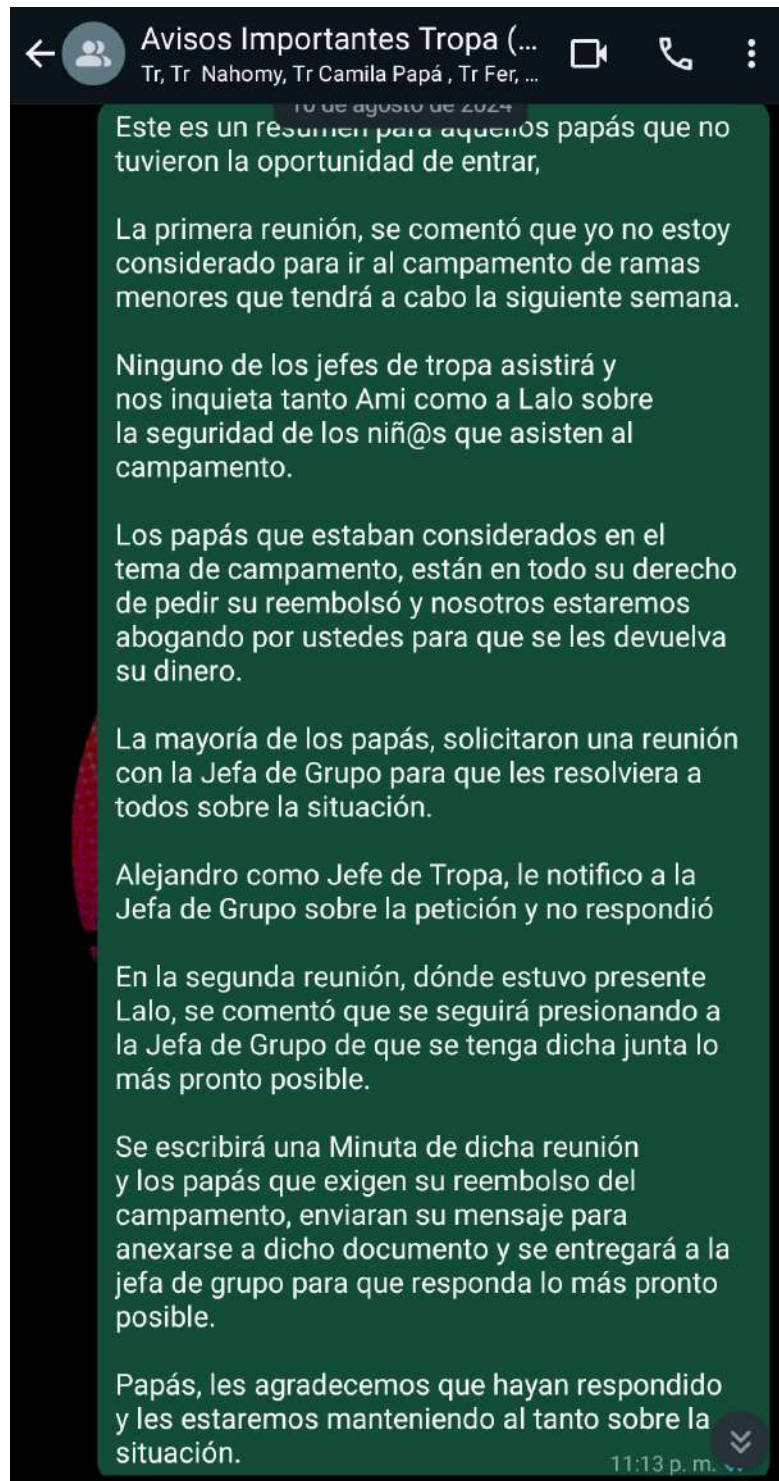 Avisos Importantes Tropa (...
Tr, Tr Nahomy, Tr Camila Papá , Tr Fer, ...
10 de agosto de 2024
Este es un resumen para aquellos papás que no
tuvieron la oportunidad de entrar,
La primera reunión, se comentó que yo no estoy
considerado para ir al campamento de ramas
menores que tendrá a cabo la siguiente semana.
Ninguno de los jefes de tropa asistirá y
nos inquieta tanto Ami como a Lalo sobre
la seguridad de los niñ@s que asisten al
campamento.
Los papás que estaban considerados en el
tema de campamento, están en todo su derecho
de pedir su reembolsó y nosotros estaremos
abogando por ustedes para que se les devuelva
su dinero.
La mayoría de los papás, solicitaron una reunión
con la Jefa de Grupo para que les resolviera a
todos sobre la situación.
Alejandro como Jefe de Tropa, le notifico a la
Jefa de Grupo sobre la petición y no respondió
En la segunda reunión, dónde estuvo presente
Lalo, se comentó que se seguirá presionando a
la Jefa de Grupo de que se tenga dicha junta lo
más pronto posible.
Se escribirá una Minuta de dicha reunión
y los papás que exigen su reembolso del
campamento, enviaran su mensaje para
anexarse a dicho documento y se entregará a la
jefa de grupo para que responda lo más pronto
posible.
Papás, les agradecemos que hayan respondido
y les estaremos manteniendo al tanto sobre la
situación.
11:13 p. m.